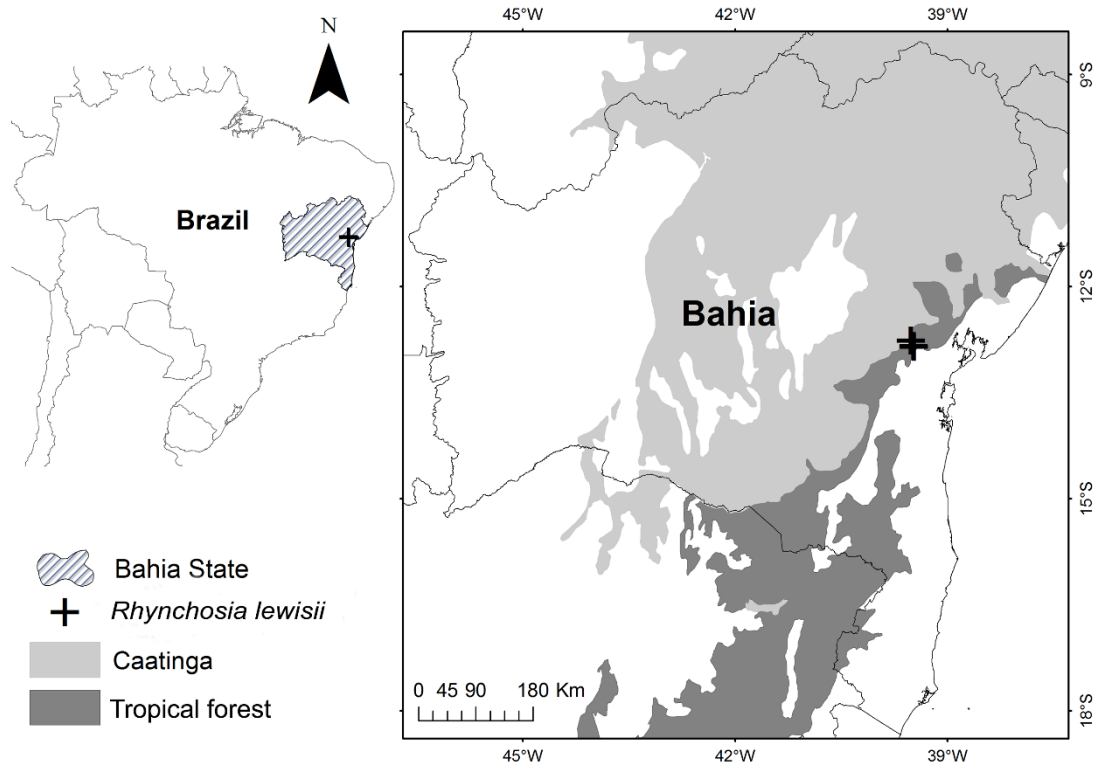 45°W 42°W 39°W
N
9°S
Brazil
12°S
Bahia
15°S
Bahia State
Rhynchosia lewisii
Caatinga
Tropical forest
0 45 90 180 Km
18°S
45°W 42°W 39°W